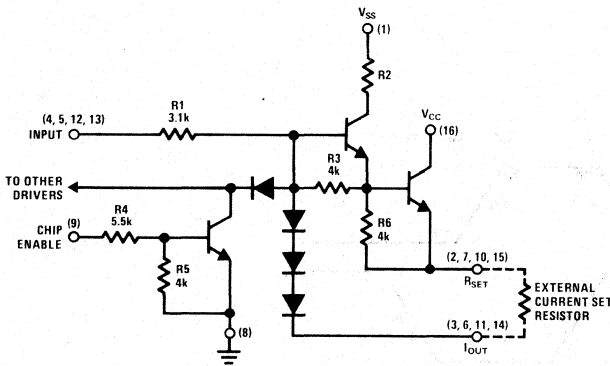 VSS
(1)
R2
(4, 5, 12, 13)
INPUT
R1
3.1k
VCC
(16)
R3
4k
TO OTHER
DRIVERS
(9)
CHIP
ENABLE
R4
5.5k
R5
4k
R6
4k
(2, 7, 10, 15)
RSET
EXTERNAL
CURRENT SET
RESISTOR
(8)
(3, 6, 11, 14)
IOUT